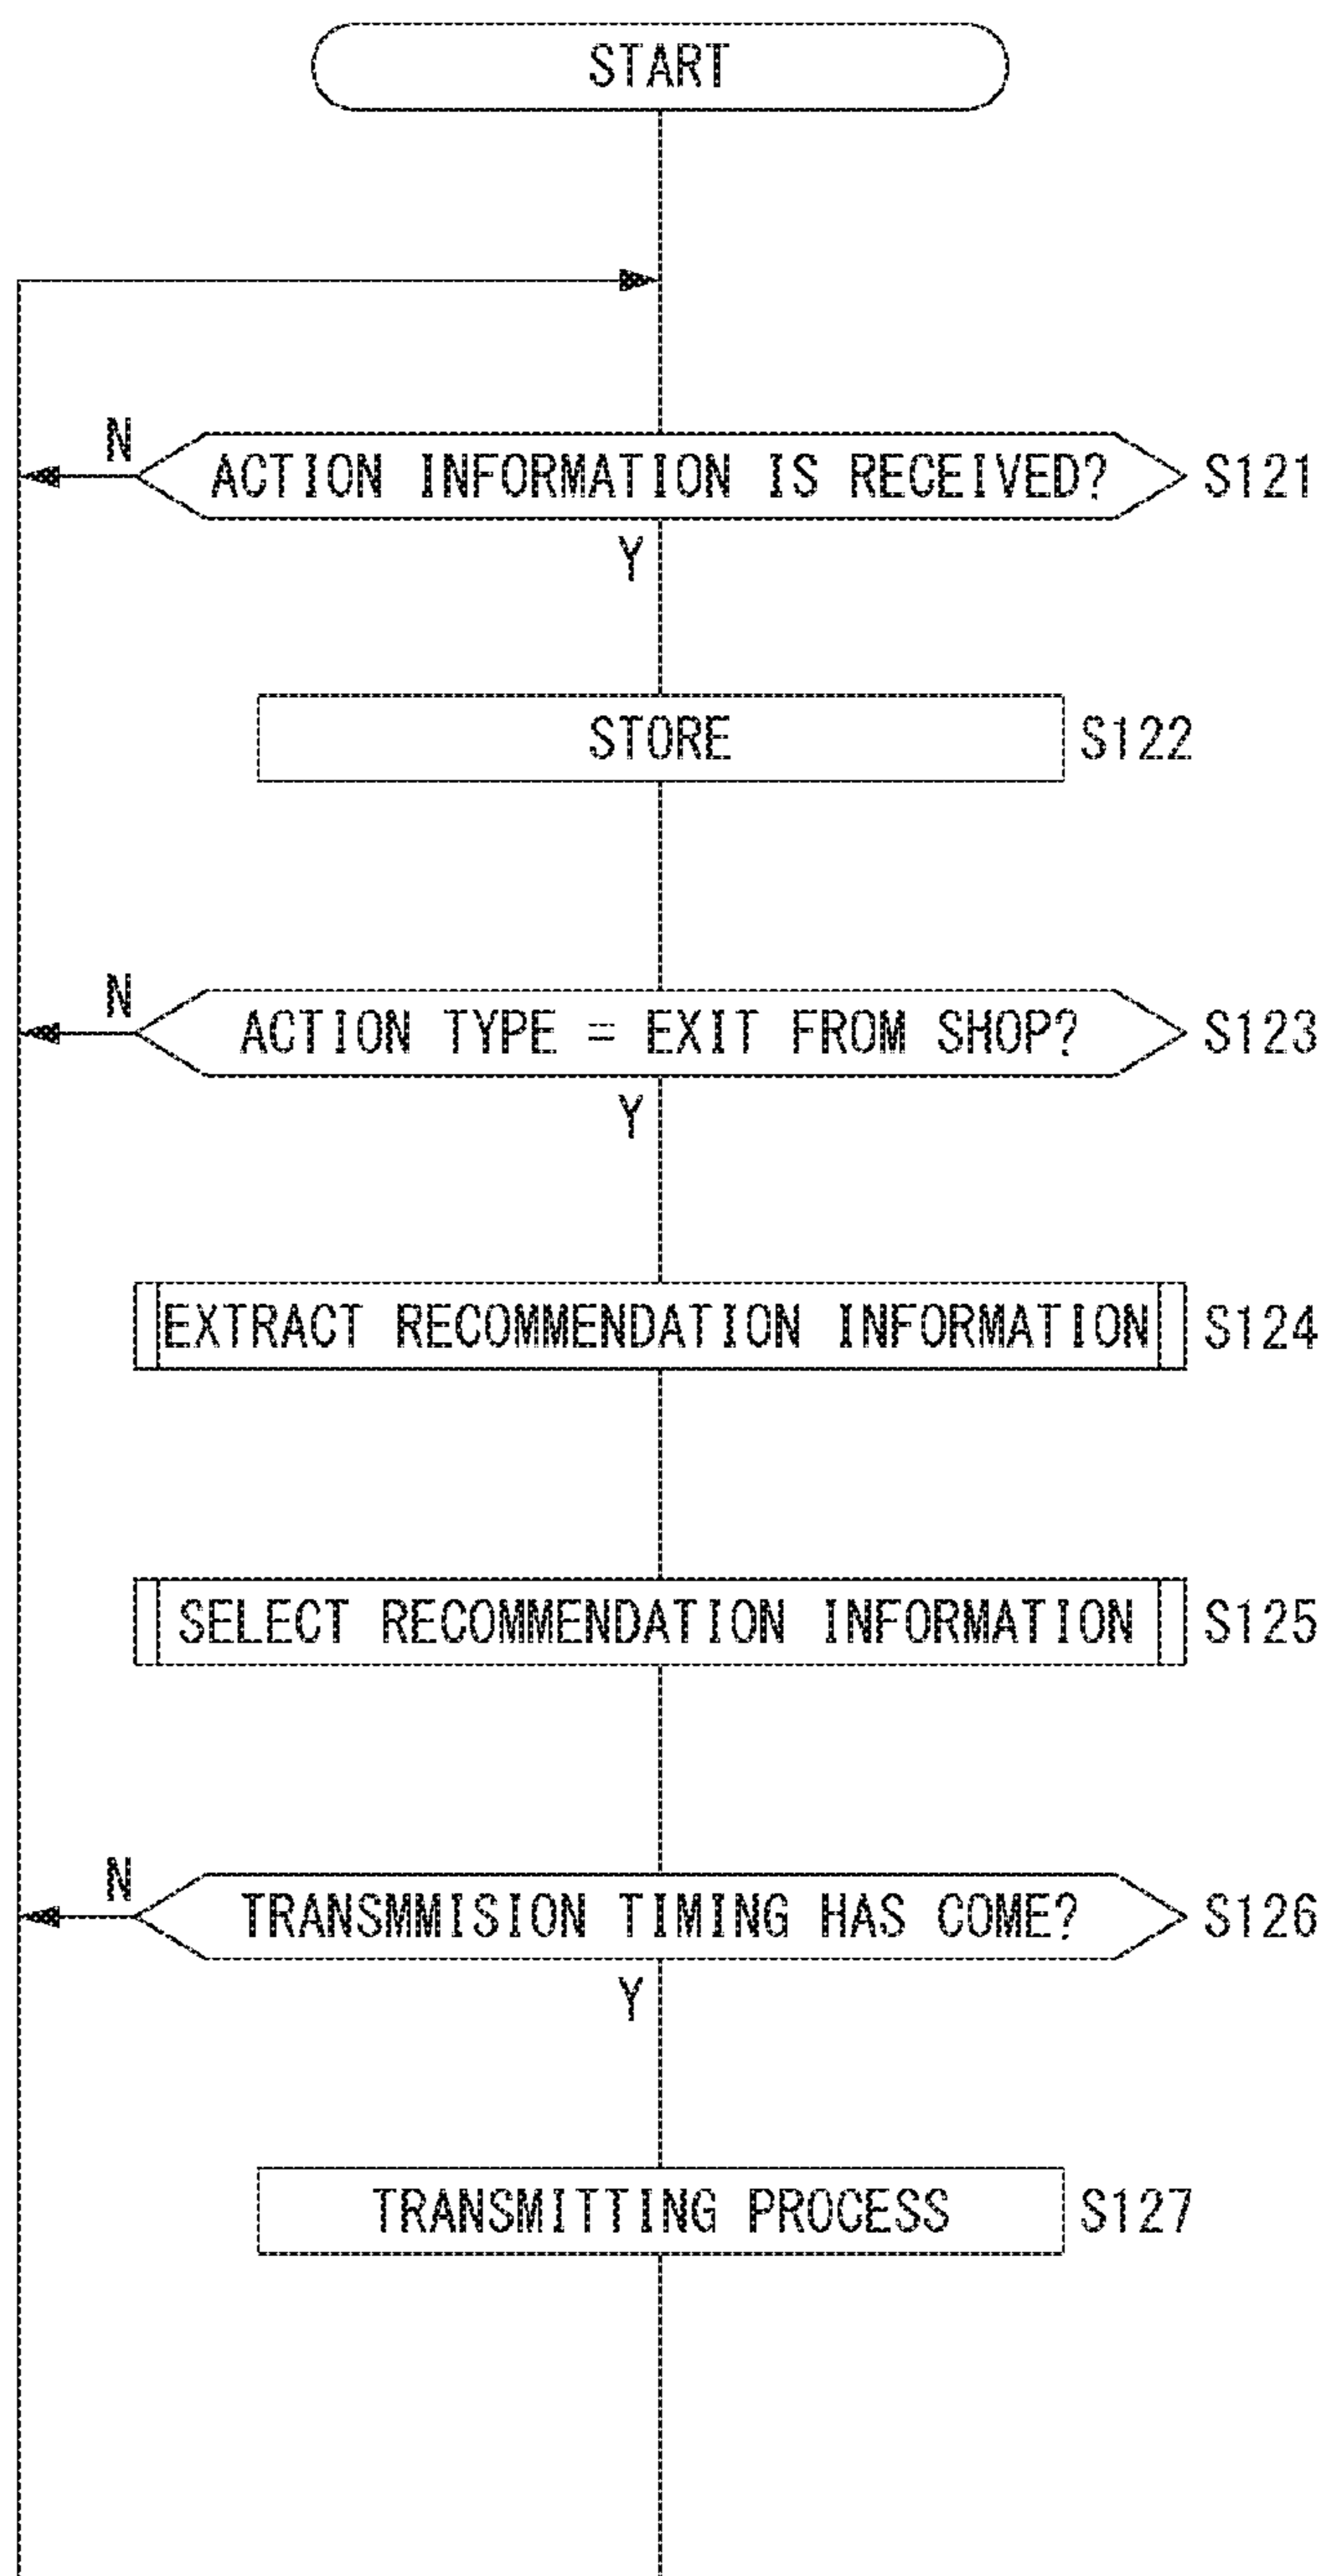 START
N
ACTION INFORMATION IS RECEIVED? S121
Y
STORE S122
N
ACTION TYPE = EXIT FROM SHOP? S123
Y
EXTRACT RECOMMENDATION INFORMATION S124
SELECT RECOMMENDATION INFORMATION S125
N
TRANSMMISION TIMING HAS COME? S126
Y
TRANSMITTING PROCESS S127